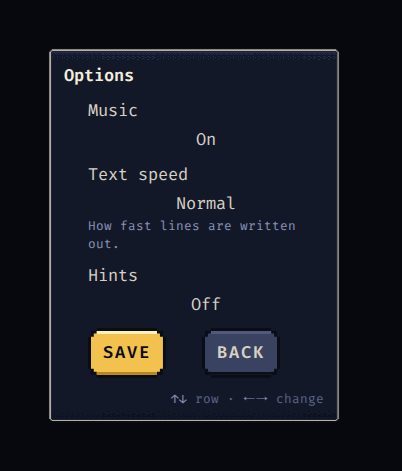 Options
Music
On
Text speed
Normal
How fast lines are written
out.
Hints
Off
SAVE BACK
↑↓ row · ←→ change